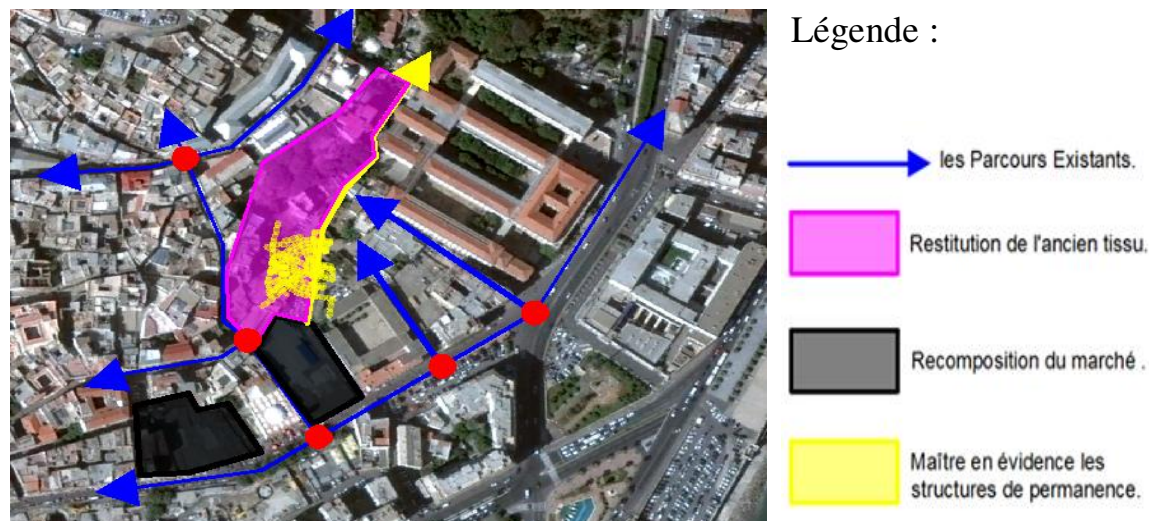 Légende :
les Parcours Existants.
Restitution de l'ancien tissu.
Recomposition du marché .
Maître en évidence les
structures de permanence.